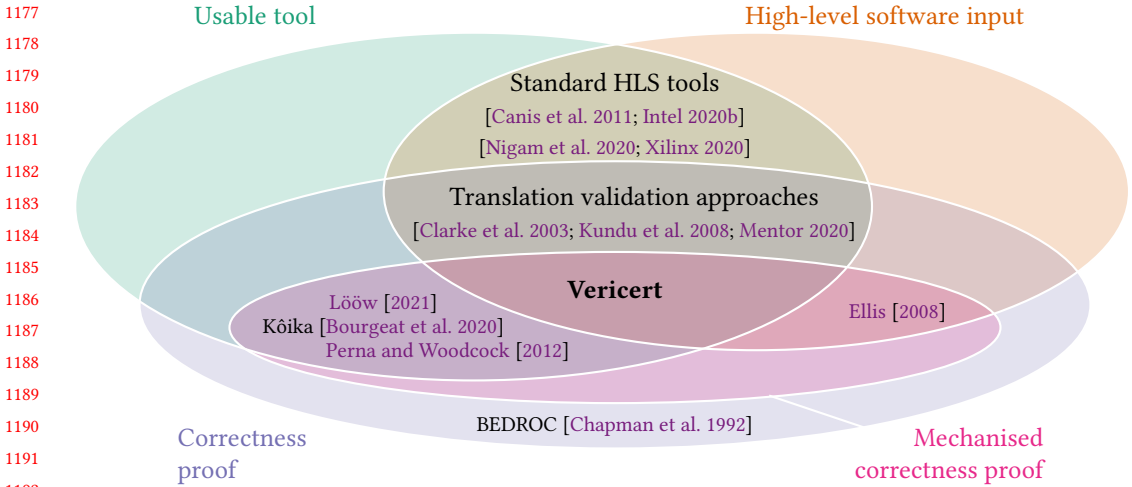 1177
Usable tool
High-level software input
1178
1179
Standard HLS tools
1180
[Canis et al. 2011; Intel 2020b]
1181
[Nigam et al. 2020; Xilinx 2020]
1182
1183
Translation validation approaches
1184
[Clarke et al. 2003; Kundu et al. 2008; Mentor 2020]
1185
1186
Vericert
Lööw [2021]
Ellis [2008]
1187
Kôika [Bourgeat et al. 2020]
1188
Perna and Woodcock [2012]
1189
1190
BEDROC [Chapman et al. 1992]
Correctness
proof
Mechanised
correctness proof
1191